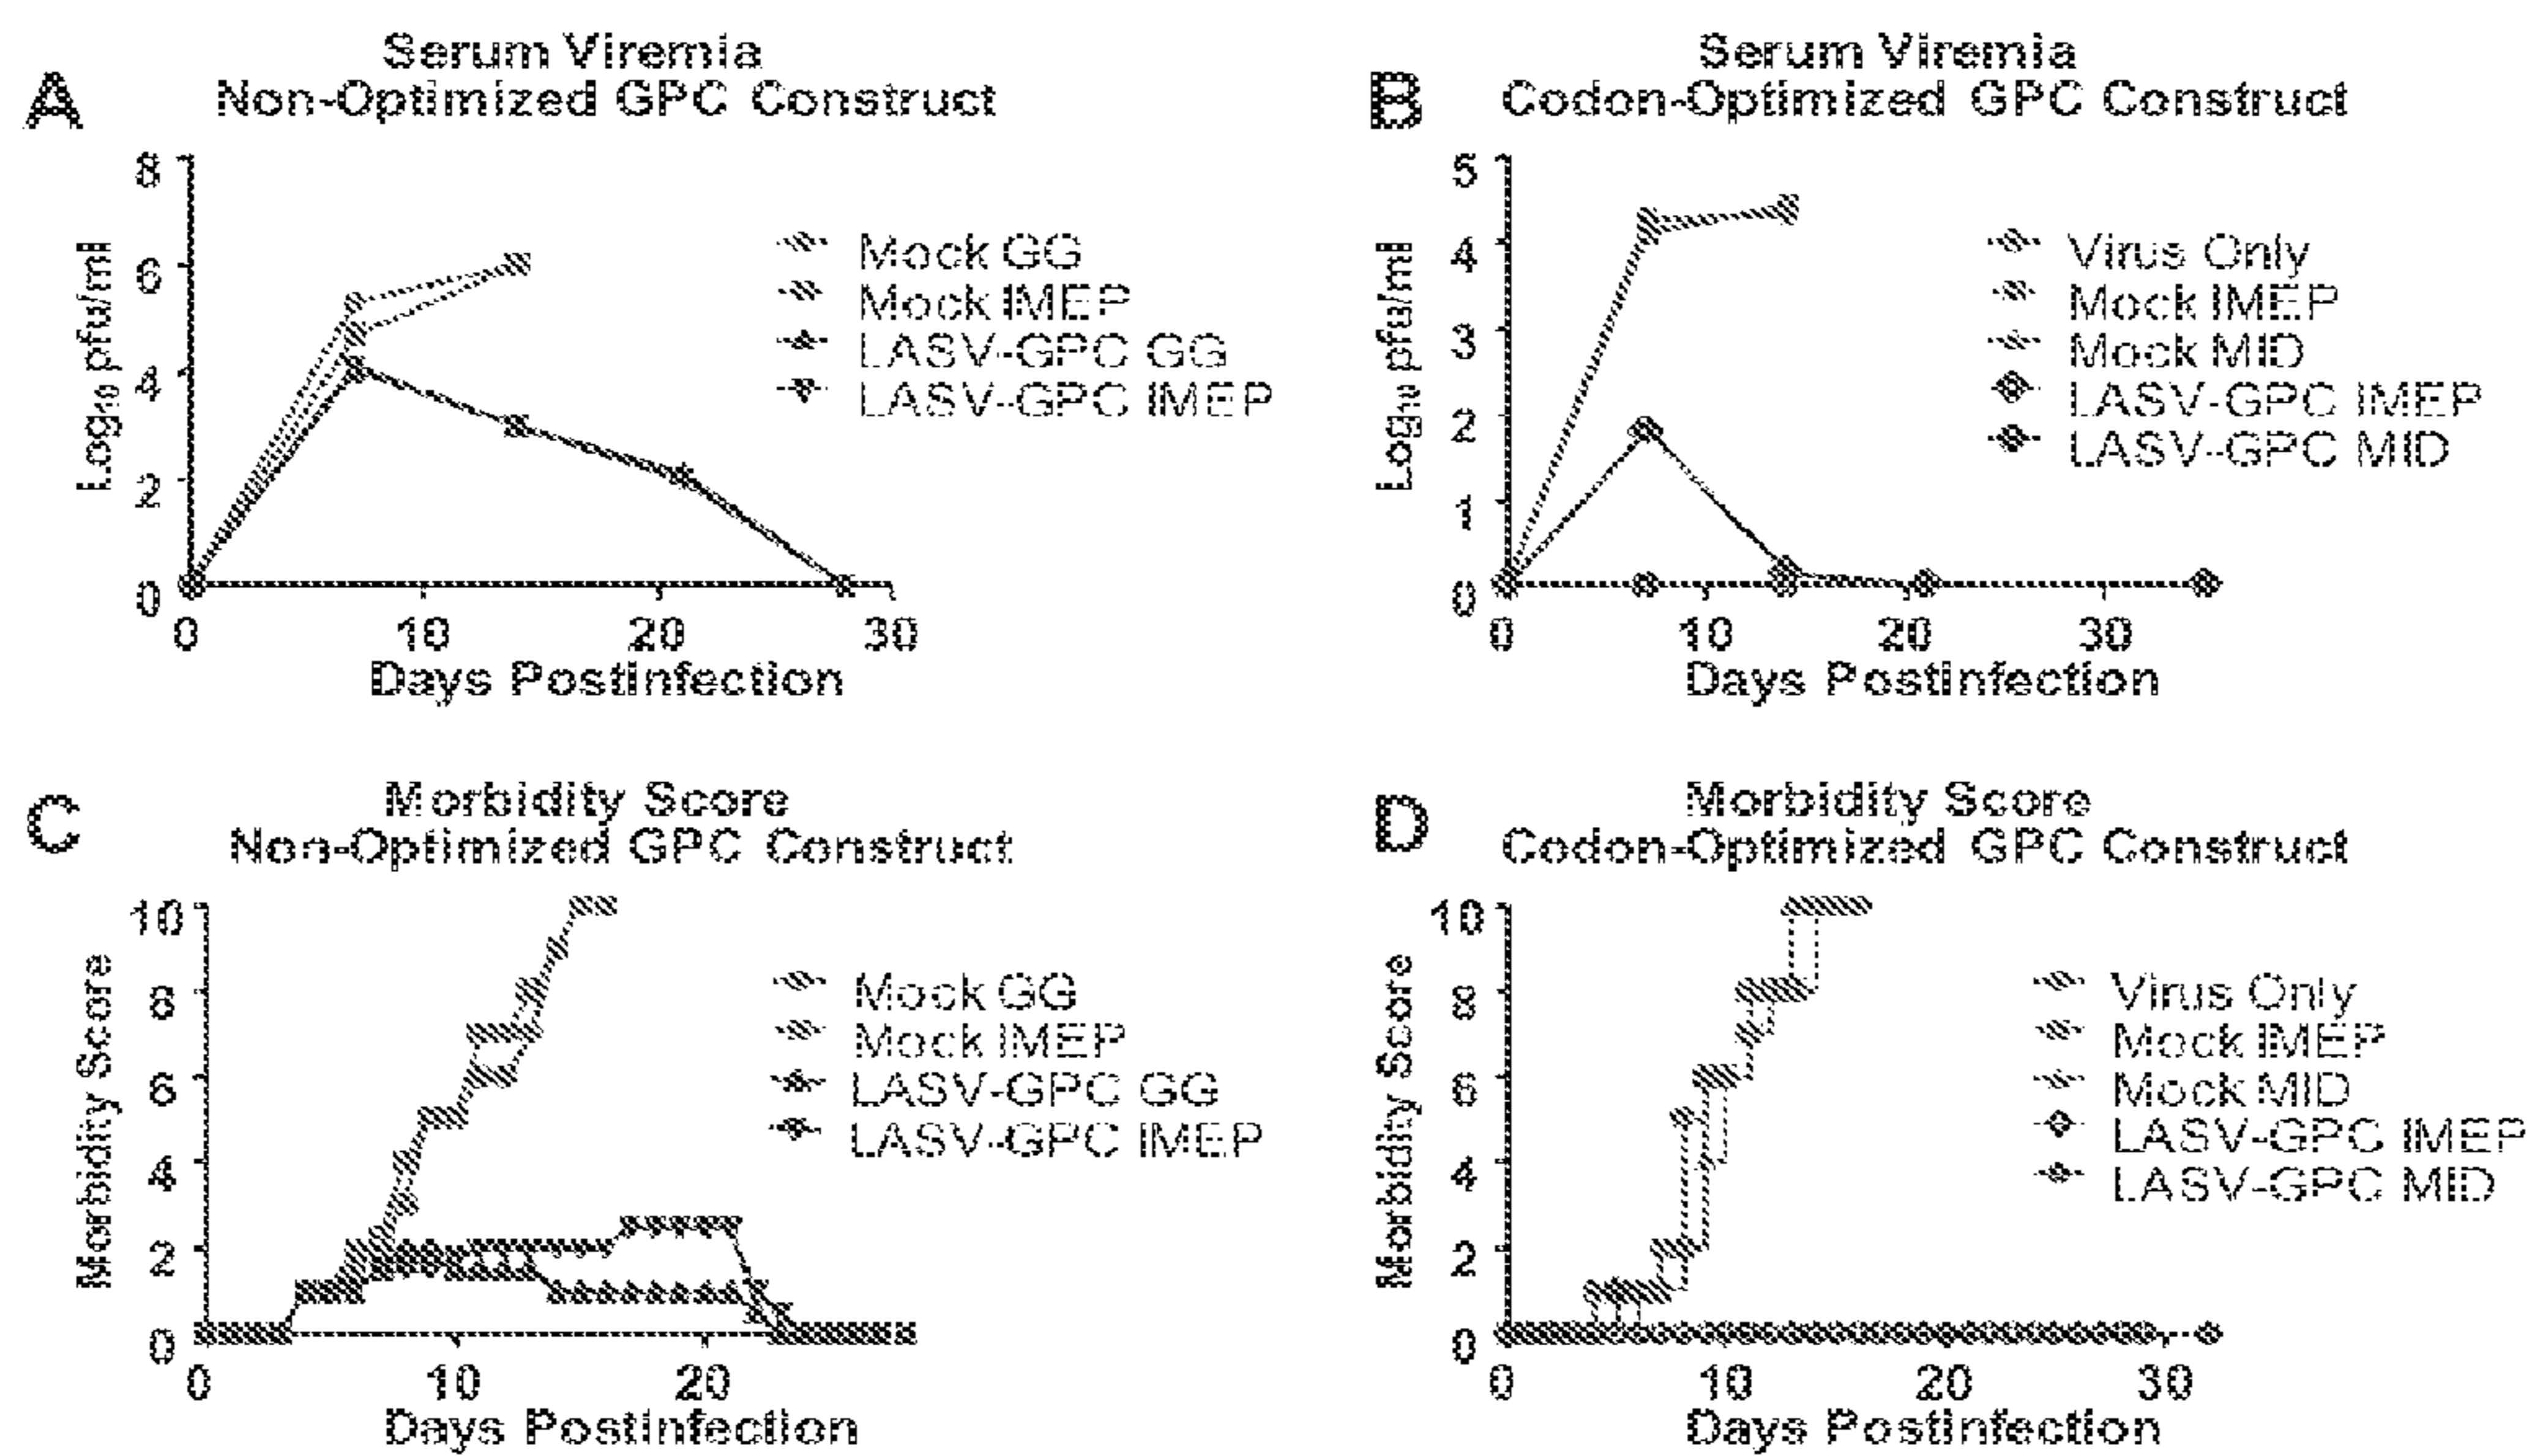 A
Serum Viremia
Non-Optimized GPC Construct
8
6
4
2
0
Log₁₀ pfu/ml
0 10 20 30
Days Postinfection
Mock GG
Mock IMEP
LASV-GPC GG
LASV-GPC IMEP
B
Serum Viremia
Codon-Optimized GPC Construct
5
4
3
2
1
0
Log₁₀ pfu/ml
0 10 20 30
Days Postinfection
Virus Only
Mock IMEP
Mock MID
LASV-GPC IMEP
LASV-GPC MID
C
Morbidity Score
Non-Optimized GPC Construct
10
8
6
4
2
0
Morbidity Score
0 10 20
Days Postinfection
Mock GG
Mock IMEP
LASV-GPC GG
LASV-GPC IMEP
D
Morbidity Score
Codon-Optimized GPC Construct
10
8
6
4
2
0
Morbidity Score
0 10 20 30
Days Postinfection
Virus Only
Mock IMEP
Mock MID
LASV-GPC IMEP
LASV-GPC MID